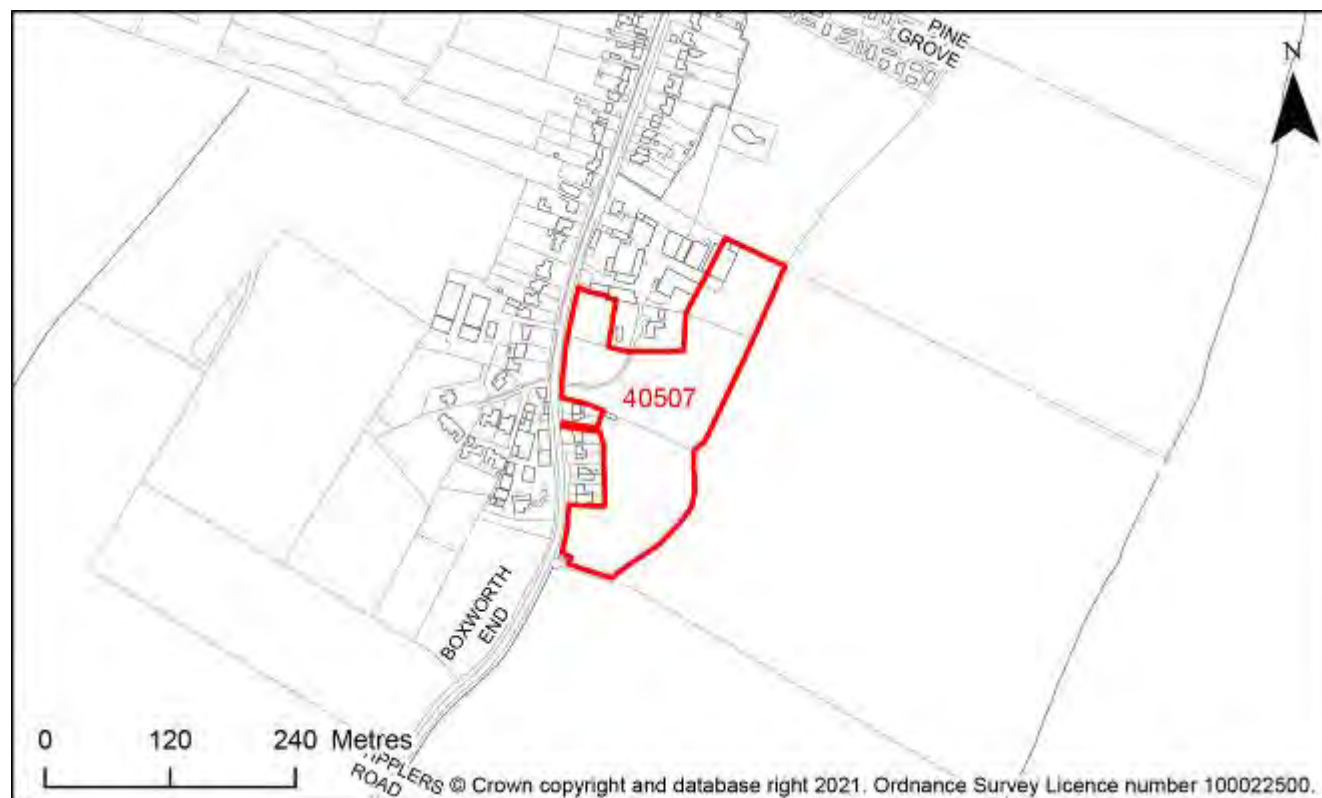 PINE
GROVE
N
40507
BOXWORTH
END
0 120 240 Metres
ROAD
© Crown copyright and database right 2021. Ordnance Survey Licence number 100022500.